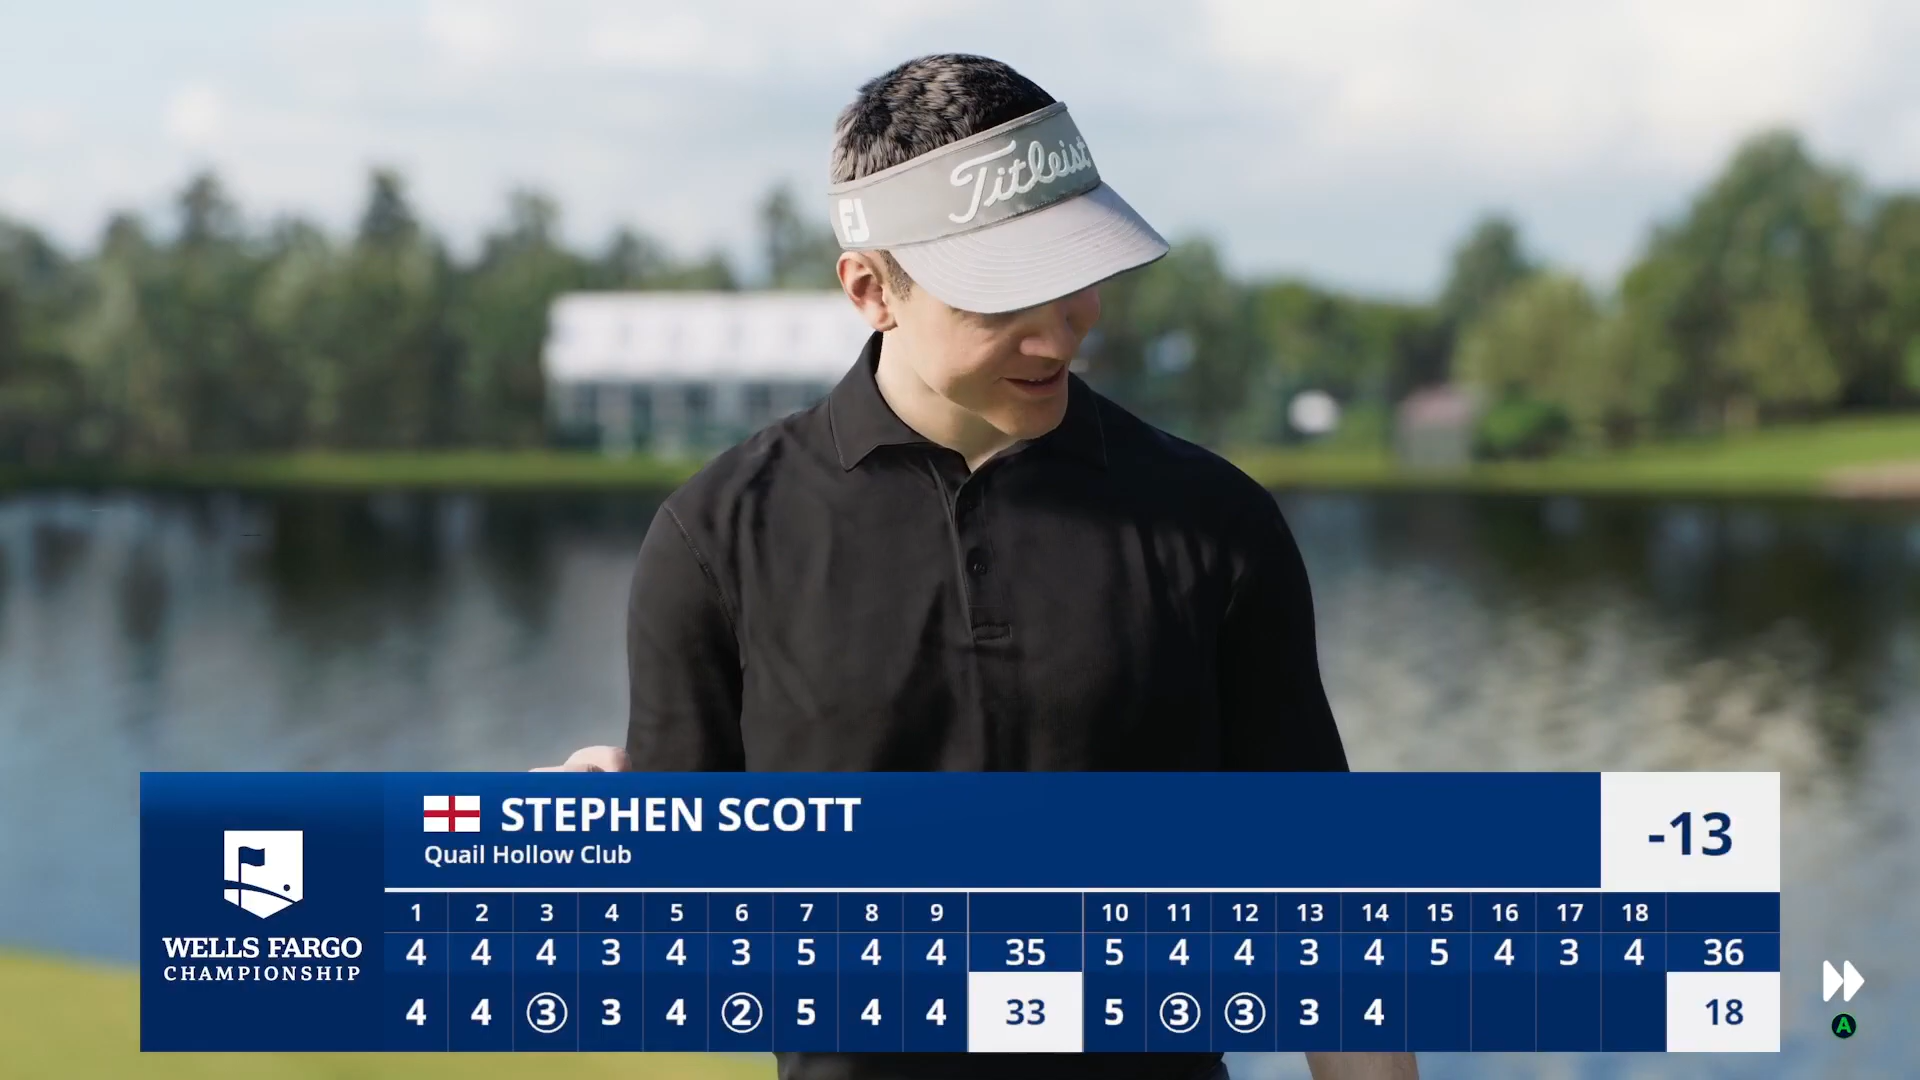 Titleist
FJ
STEPHEN SCOTT
Quail Hollow Club
-13
WELLS FARGO
CHAMPIONSHIP
1 2 3 4 5 6 7 8 9 10 11 12 13 14 15 16 17 18
4 4 4 3 4 3 5 4 4 35 5 4 4 3 4 5 4 3 4 36
4 4 3 3 4 2 5 4 4 33 5 3 3 3 4 18
A